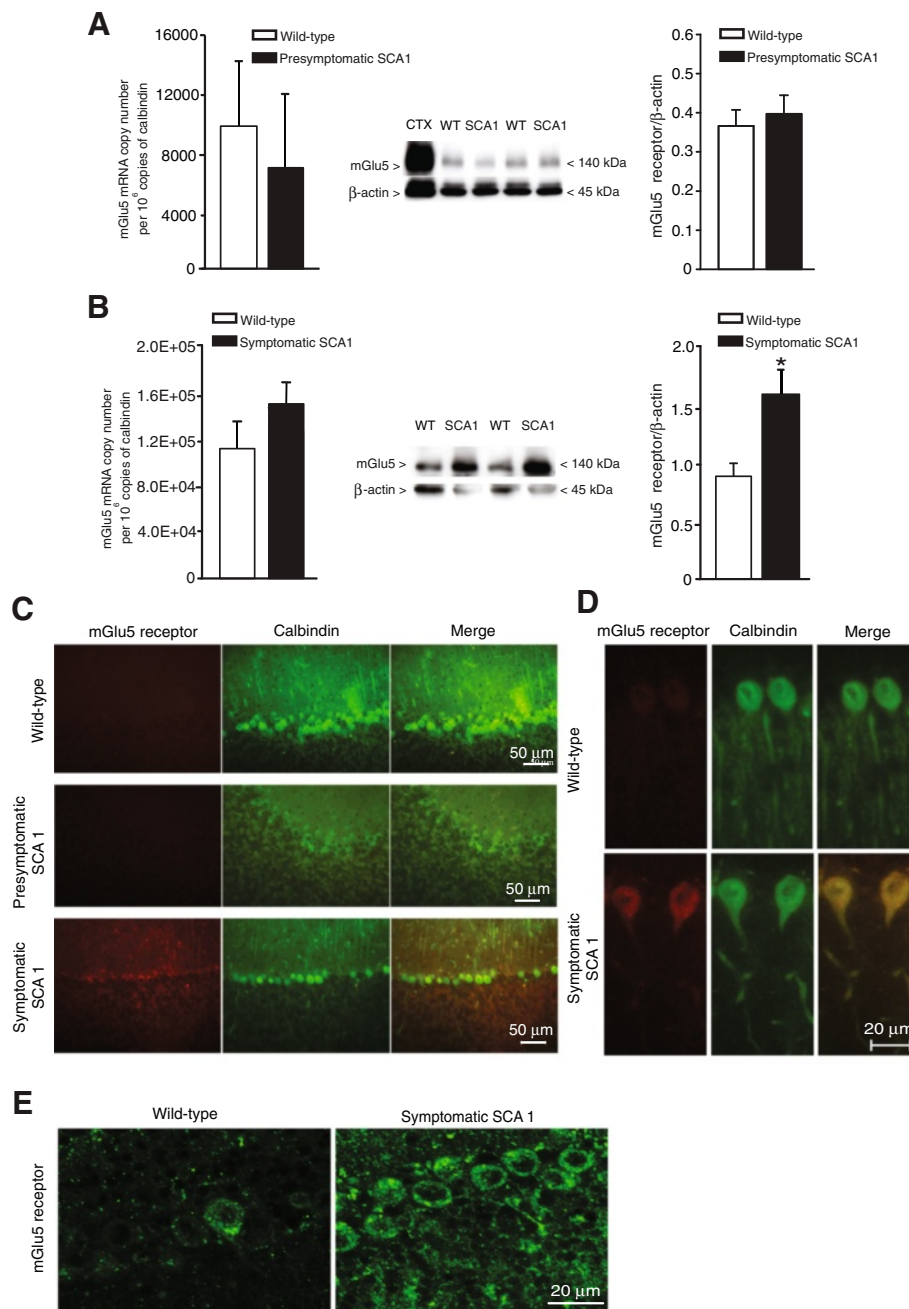 A
16000
12000
8000
4000
0
mGlu5 mRNA copy number
per 10^6 copies of calbindin
Wild-type
Presymptomatic SCA1
CTX WT SCA1 WT SCA1
mGlu5 > < 140 kDa
β-actin > < 45 kDa
Wild-type
Presymptomatic SCA1
0.6
0.5
0.4
0.3
0.2
0.1
0
mGlu5 receptor/β-actin
B
Wild-type
Symptomatic SCA1
2.0E+05
1.6E+05
1.2E+05
8.0E+04
4.0E+04
0
mGlu5 mRNA copy number
per 10^6 copies of calbindin
WT SCA1 WT SCA1
mGlu5 > < 140 kDa
β-actin > < 45 kDa
Wild-type
Symptomatic SCA1
2.0
1.5
1.0
0.5
0
*
mGlu5 receptor/β-actin
C
mGlu5 receptor Calbindin Merge
Wild-type
50 µm
50 µm
Presymptomatic
SCA 1
50 µm
Symptomatic
SCA 1
50 µm
D
mGlu5 receptor Calbindin Merge
Wild-type
Symptomatic
SCA 1
20 µm
E
Wild-type Symptomatic SCA 1
mGlu5 receptor
20 µm